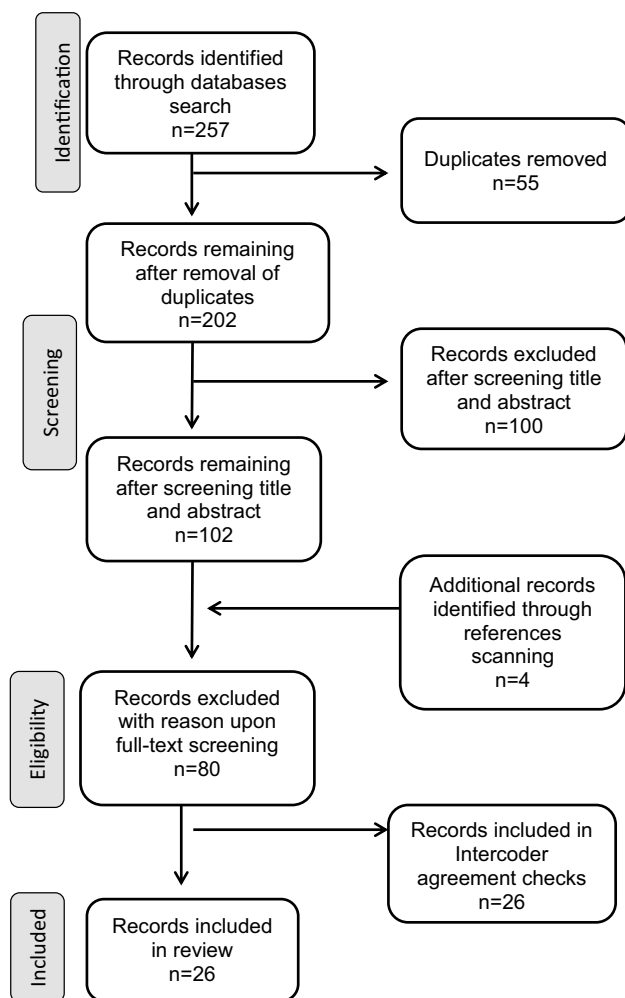 Identification
Records identified
through databases
search
n=257
Duplicates removed
n=55
Records remaining
after removal of
duplicates
n=202
Screening
Records excluded
after screening title
and abstract
n=100
Records remaining
after screening title
and abstract
n=102
Additional records
identified through
references
scanning
n=4
Eligibility
Records excluded
with reason upon
full-text screening
n=80
Records included in
Intercoder
agreement checks
n=26
Included
Records included
in review
n=26